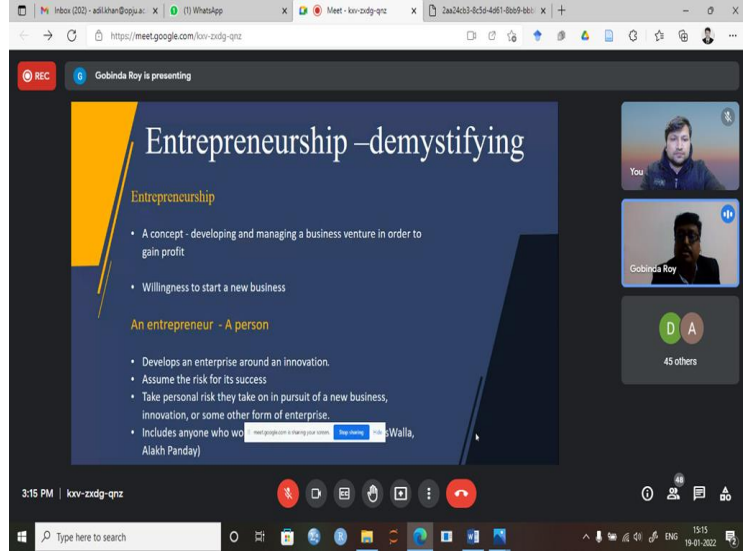 Inbox (202) - adil.khan@opju.ac.
(1) WhatsApp
Meet - kxv-zxdg-qnz
2aa24cb3-8c5d-4d61-8bb9-bbb
https://meet.google.com/kxv-zxdg-qnz
REC
G
Gobinda Roy is presenting
Entrepreneurship –demystifying
Entrepreneurship
• A concept - developing and managing a business venture in order to
gain profit
• Willingness to start a new business
An entrepreneur - A person
• Develops an enterprise around an innovation.
• Assume the risk for its success
• Take personal risk they take on in pursuit of a new business,
innovation, or some other form of enterprise.
• Includes anyone who wo
meet.google.com is sharing your screen. Stop sharing Hide
sWalla,
Alakh Panday)
You
Gobinda Roy
D A
45 others
3:15 PM | kxv-zxdg-qnz
48
Type here to search
ENG
15:15
19-01-2022
2